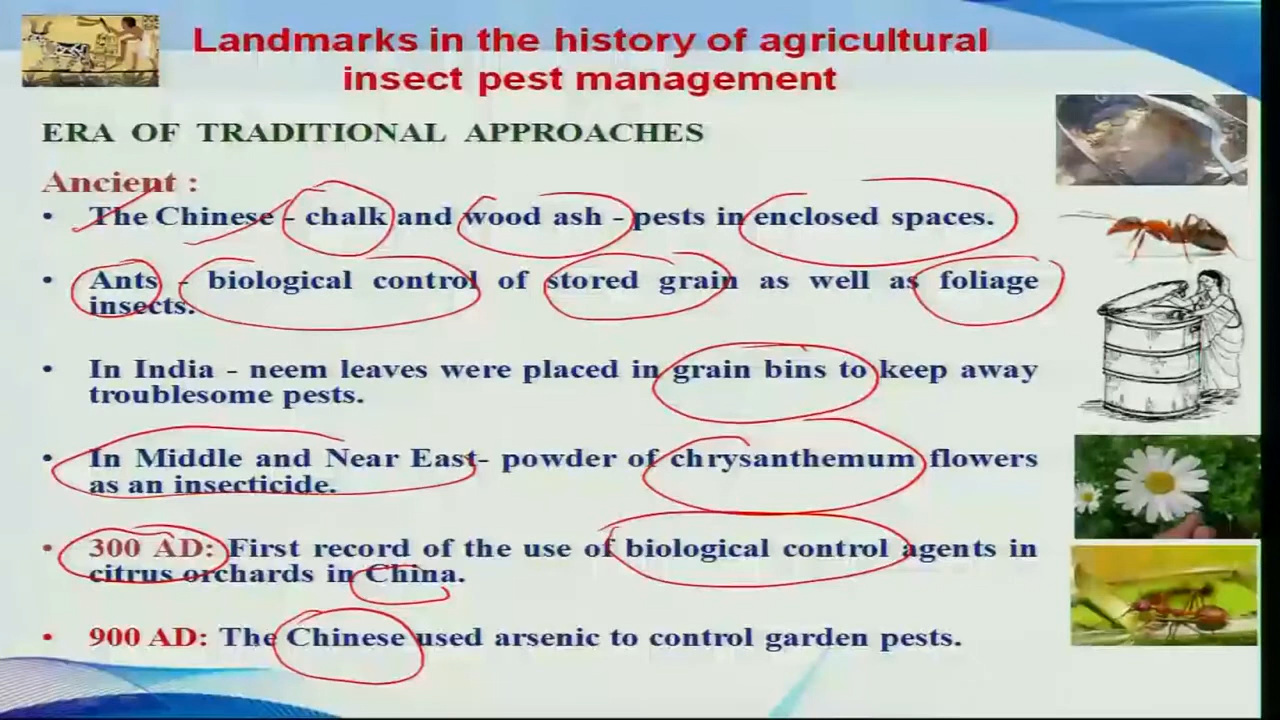 Landmarks in the history of agricultural
insect pest management
ERA OF TRADITIONAL APPROACHES
Ancient :
• The Chinese - chalk and wood ash - pests in enclosed spaces.
• Ants - biological control of stored grain as well as foliage
insects.
• In India - neem leaves were placed in grain bins to keep away
troublesome pests.
• In Middle and Near East- powder of chrysanthemum flowers
as an insecticide.
• 300 AD: First record of the use of biological control agents in
citrus orchards in China.
• 900 AD: The Chinese used arsenic to control garden pests.